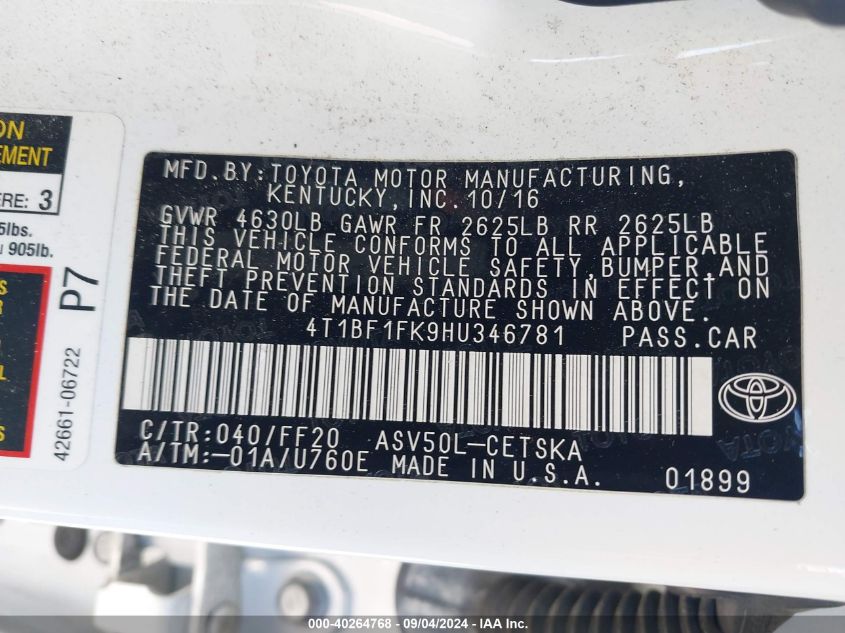 ON
EMENT
ERE: 3
5lbs.
905lb.
P7
42661-06722
MFD.BY:TOYOTA MOTOR MANUFACTURING,
KENTUCKY,INC.10/16
GVWR 4630LB GAWR FR 2625LB RR 2625LB
THIS VEHICLE CONFORMS TO ALL APPLICABLE
FEDERAL MOTOR VEHICLE SAFETY,BUMPER,AND
THEFT PREVENTION STANDARDS IN EFFECT ON
THE DATE OF MANUFACTURE SHOWN ABOVE.
4T1BF1FK9HU346781 PASS.CAR
C/TR:040/FF20 ASV50L-CETSKA
A/TM:-01A/U760E MADE IN U.S.A. 01899
000-40264768 - 09/04/2024 - IAA Inc.